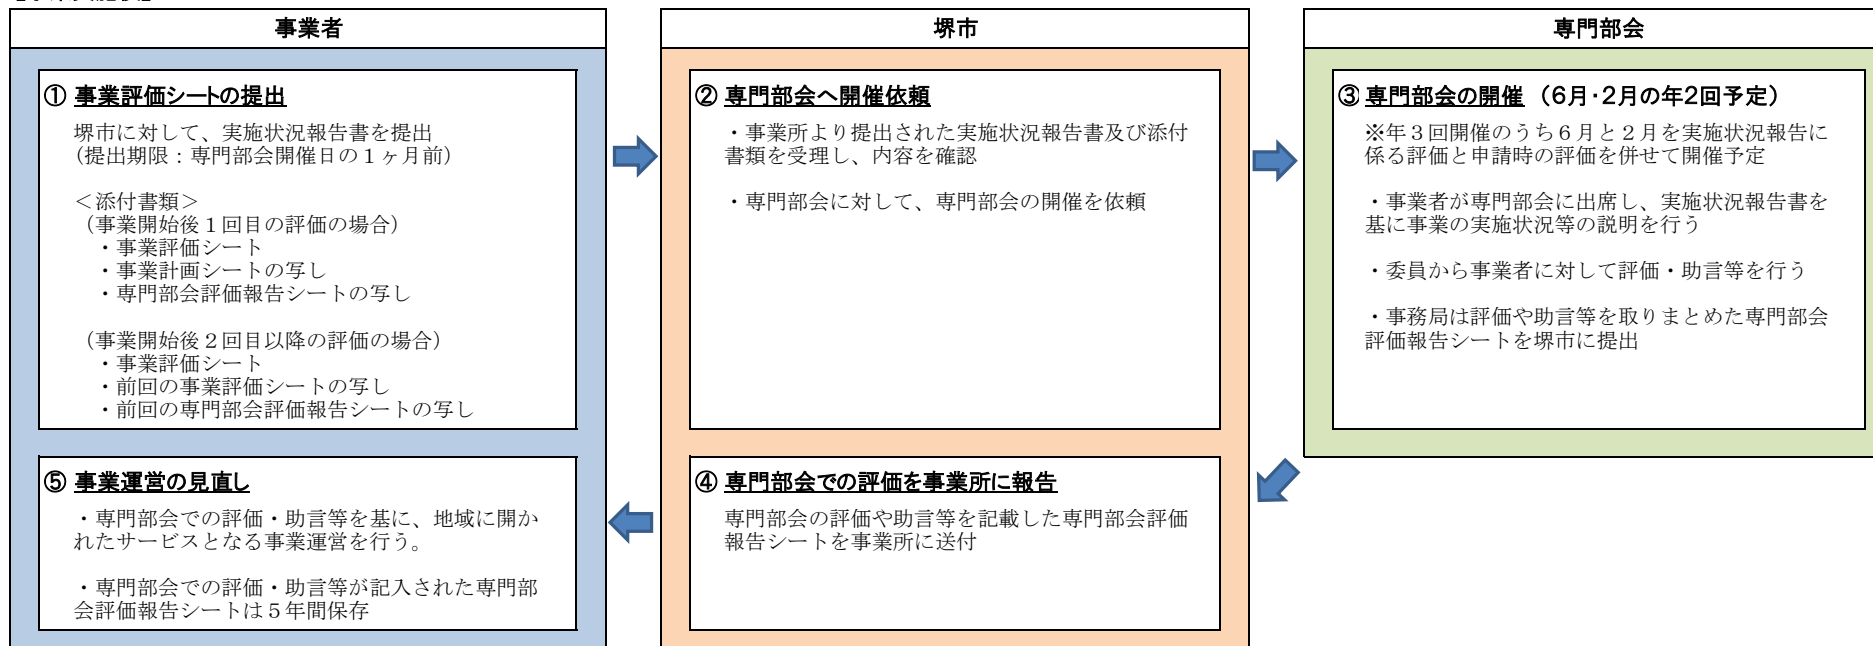 事業者
① 事業評価シートの提出
堺市に対して、実施状況報告書を提出
（提出期限：専門部会開催日の１ヶ月前）
＜添付書類＞
（事業開始後１回目の評価の場合）
・事業評価シート
・事業計画シートの写し
・専門部会評価報告シートの写し
（事業開始後２回目以降の評価の場合）
・事業評価シート
・前回の事業評価シートの写し
・前回の専門部会評価報告シートの写し
堺市
② 専門部会へ開催依頼
・事業所より提出された実施状況報告書及び添付
書類を受理し、内容を確認
・専門部会に対して、専門部会の開催を依頼
専門部会
③ 専門部会の開催 （６月・２月の年２回予定）
※年３回開催のうち６月と２月を実施状況報告に
係る評価と申請時の評価を併せて開催予定
・事業者が専門部会に出席し、実施状況報告書を
基に事業の実施状況等の説明を行う
・委員から事業者に対して評価・助言等を行う
・事務局は評価や助言等を取りまとめた専門部会
評価報告シートを堺市に提出
④ 専門部会での評価を事業所に報告
専門部会の評価や助言等を記載した専門部会評価
報告シートを事業所に送付
⑤ 事業運営の見直し
・専門部会での評価・助言等を基に、地域に開か
れたサービスとなる事業運営を行う。
・専門部会での評価・助言等が記入された専門部
会評価報告シートは５年間保存